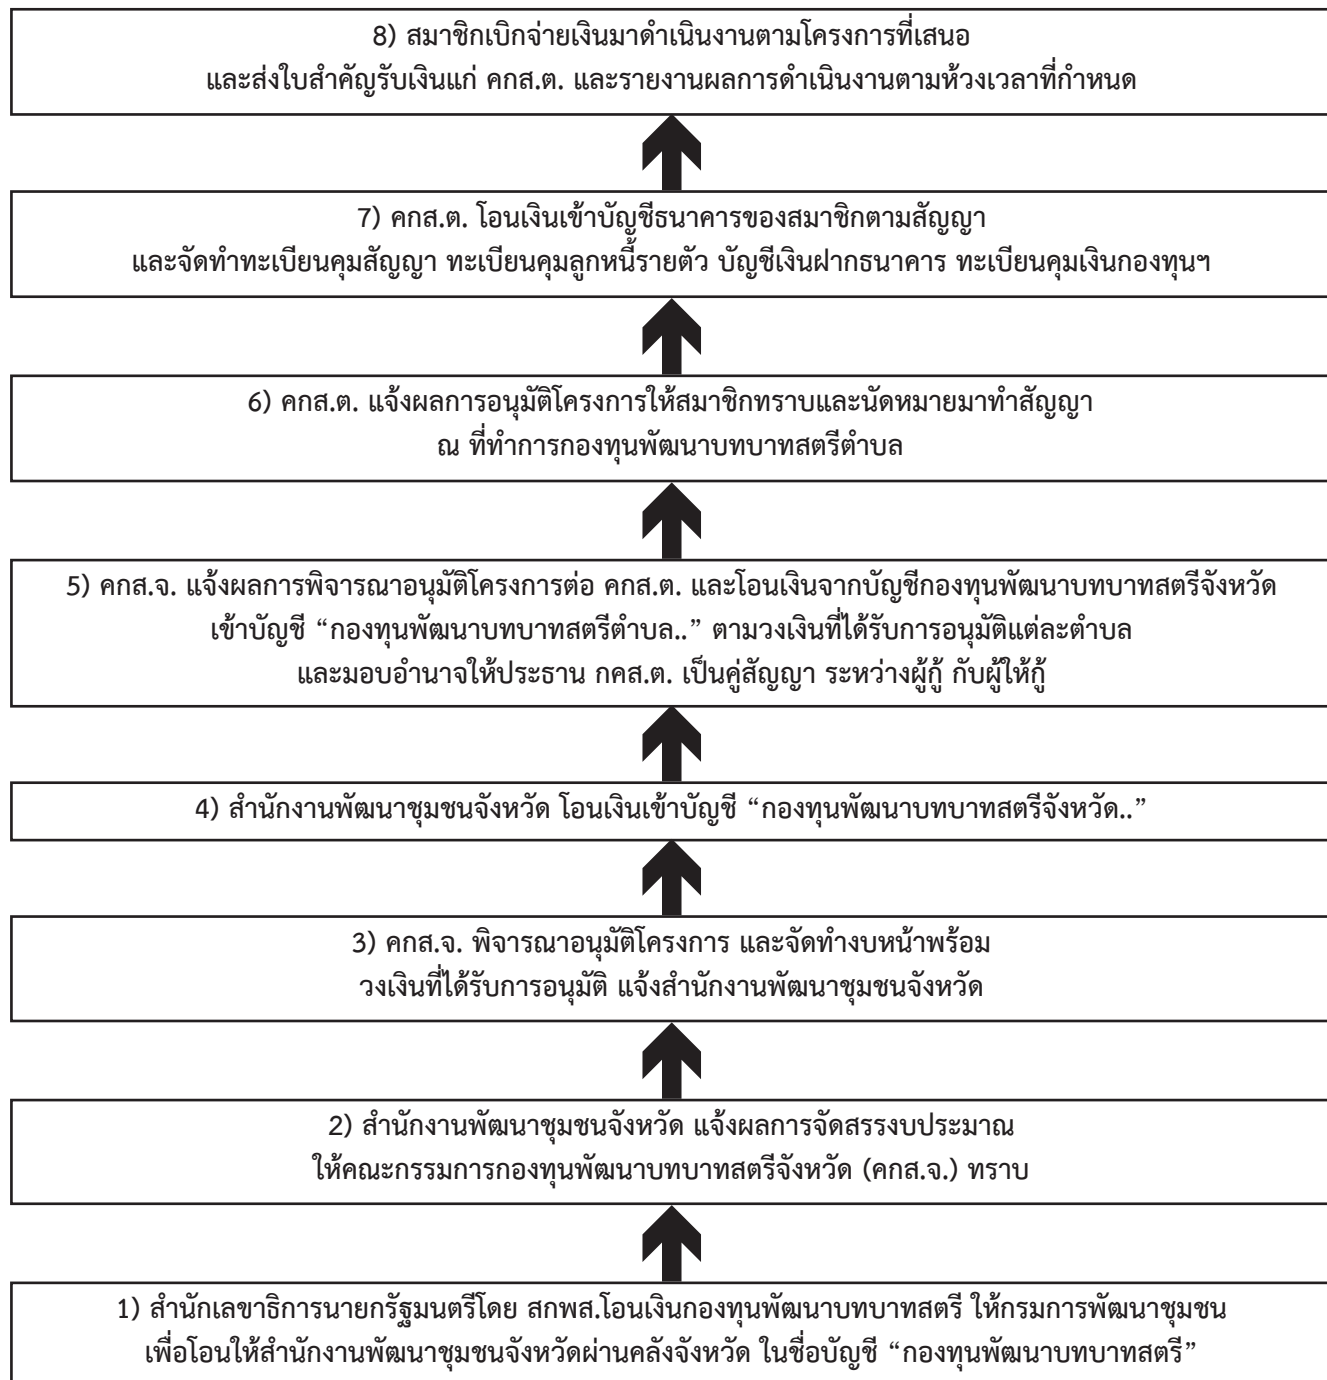 8) สมาชิกเบิกจ่ายเงินมาดำเนินงานตามโครงการที่เสนอ
และส่งใบสำคัญรับเงินแก่ คกส.ต. และรายงานผลการดำเนินงานตามห้วงเวลาที่กำหนด
7) คกส.ต. โอนเงินเข้าบัญชีธนาคารของสมาชิกตามสัญญา
และจัดทำทะเบียนคุมสัญญา ทะเบียนคุมลูกหนี้รายตัว บัญชีเงินฝากธนาคาร ทะเบียนคุมเงินกองทุนฯ
6) คกส.ต. แจ้งผลการอนุมัติโครงการให้สมาชิกทราบและนัดหมายมาทำสัญญา
ณ ที่ทำการกองทุนพัฒนาบทบาทสตรีตำบล
5) คกส.จ. แจ้งผลการพิจารณาอนุมัติโครงการต่อ คกส.ต. และโอนเงินจากบัญชีกองทุนพัฒนาบทบาทสตรีจังหวัด
เข้าบัญชี “กองทุนพัฒนาบทบาทสตรีตำบล..” ตามวงเงินที่ได้รับการอนุมัติแต่ละตำบล
และมอบอำนาจให้ประธาน กคส.ต. เป็นคู่สัญญา ระหว่างผู้กู้ กับผู้ให้กู้
4) สำนักงานพัฒนาชุมชนจังหวัด โอนเงินเข้าบัญชี “กองทุนพัฒนาบทบาทสตรีจังหวัด..”
3) คกส.จ. พิจารณาอนุมัติโครงการ และจัดทำงบหน้าพร้อม
วงเงินที่ได้รับการอนุมัติ แจ้งสำนักงานพัฒนาชุมชนจังหวัด
2) สำนักงานพัฒนาชุมชนจังหวัด แจ้งผลการจัดสรรงบประมาณ
ให้คณะกรรมการกองทุนพัฒนาบทบาทสตรีจังหวัด (คกส.จ.) ทราบ
1) สำนักเลขาธิการนายกรัฐมนตรีโดย สกพส.โอนเงินกองทุนพัฒนาบทบาทสตรี ให้กรมการพัฒนาชุมชน
เพื่อโอนให้สำนักงานพัฒนาชุมชนจังหวัดผ่านคลังจังหวัด ในชื่อบัญชี “กองทุนพัฒนาบทบาทสตรี”